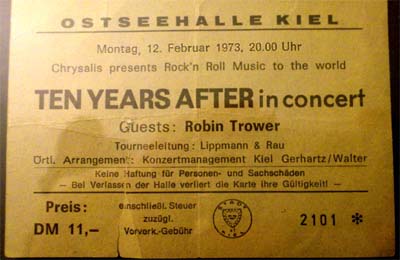 OSTSEEHALLE KIEL
Montag, 12. Februar 1973, 20.00 Uhr
Chrysalis presents Rock'n Roll Music to the world
TEN YEARS AFTER in concert
Guests: Robin Trower
Tourneeleitung: Lippmann & Rau
Örtl. Arrangement: Konzertmanagement Kiel Gerhartz/Walter
Keine Haftung für Personen- und Sachschäden
— Bei Verlassen der Halle verliert die Karte ihre Gültigkeit! —
Preis:
DM 11,–
einschließl. Steuer
zuzügl.
Vorverk.-Gebühr
STADT
KIEL
2101 *